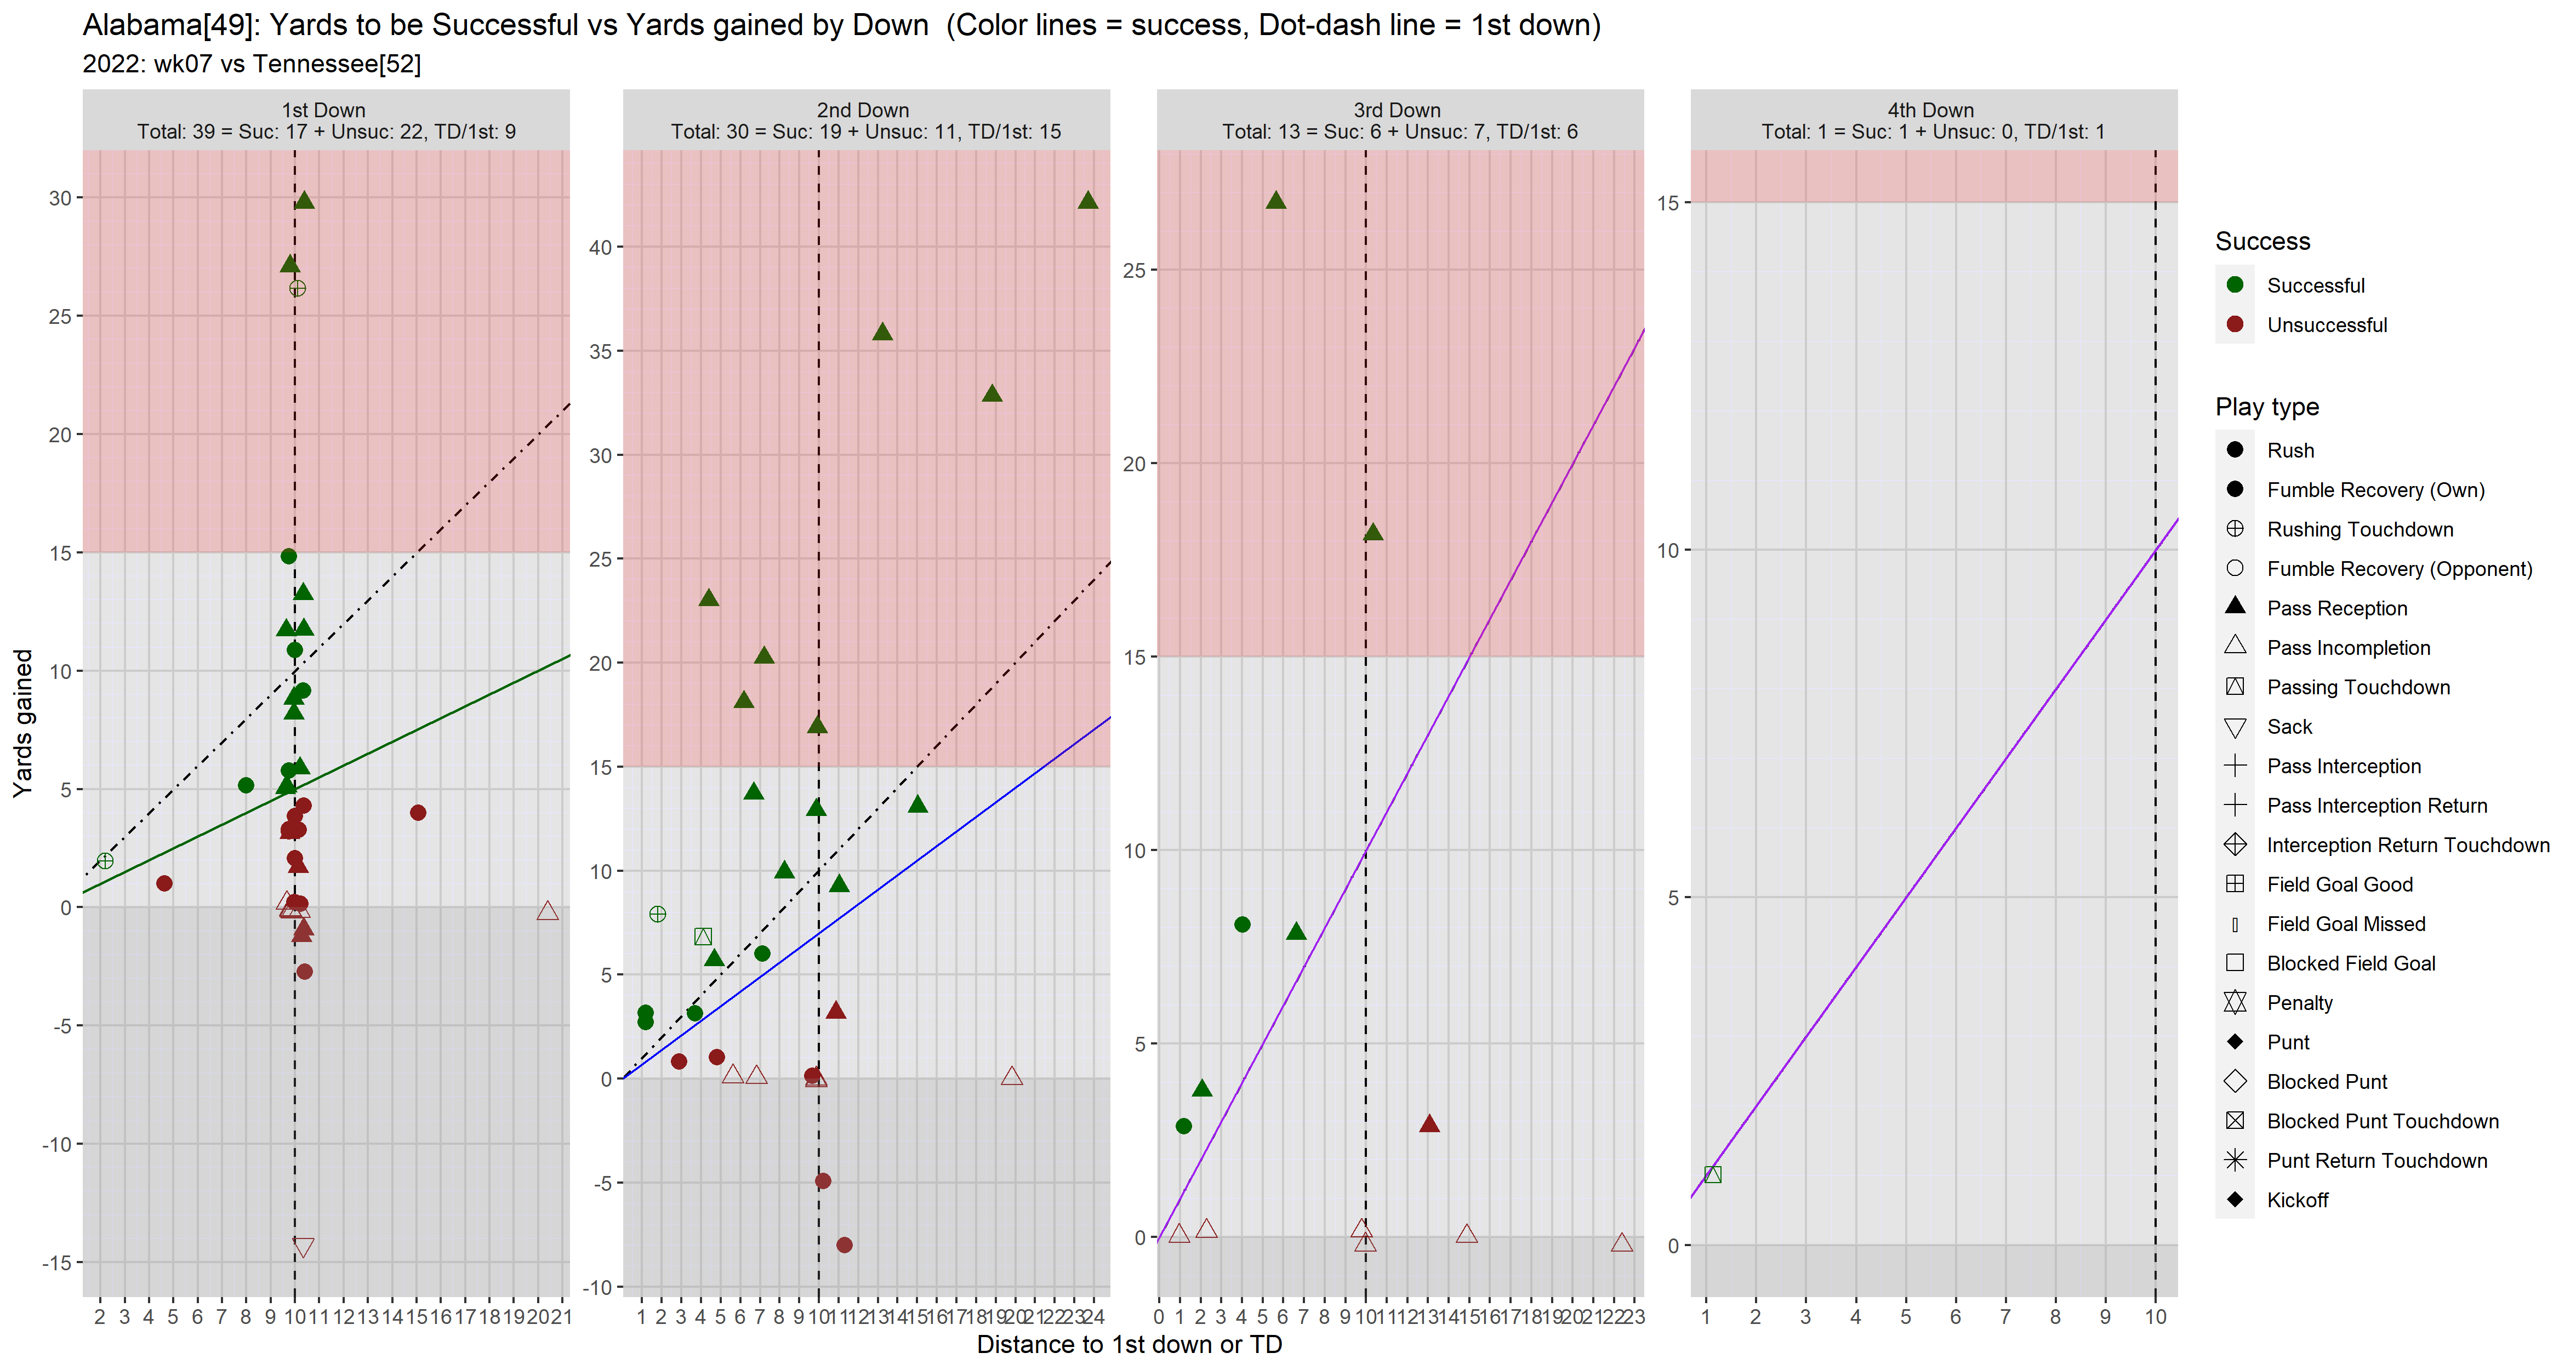 Alabama[49]: Yards to be Successful vs Yards gained by Down  (Color lines = success, Dot-dash line = 1st down)
2022: wk07 vs Tennessee[52]
1st Down
Total: 39 = Suc: 17 + Unsuc: 22, TD/1st: 9
2nd Down
Total: 30 = Suc: 19 + Unsuc: 11, TD/1st: 15
3rd Down
Total: 13 = Suc: 6 + Unsuc: 7, TD/1st: 6
4th Down
Total: 1 = Suc: 1 + Unsuc: 0, TD/1st: 1
Yards gained
30
25
20
15
10
5
0
-5
-10
-15
2 3 4 5 6 7 8 9 10 11 12 13 14 15 16 17 18 19 20 21
40
35
30
25
20
15
10
5
0
-5
-10
1 2 3 4 5 6 7 8 9 10 11 12 13 14 15 16 17 18 19 20 21 22 23 24
25
20
15
10
5
0
0 1 2 3 4 5 6 7 8 9 10 11 12 13 14 15 16 17 18 19 20 21 22 23
15
10
5
0
1 2 3 4 5 6 7 8 9 10
Distance to 1st down or TD
Success
Successful
Unsuccessful
Play type
Rush
Fumble Recovery (Own)
Rushing Touchdown
Fumble Recovery (Opponent)
Pass Reception
Pass Incompletion
Passing Touchdown
Sack
Pass Interception
Pass Interception Return
Interception Return Touchdown
Field Goal Good
Field Goal Missed
Blocked Field Goal
Penalty
Punt
Blocked Punt
Blocked Punt Touchdown
Punt Return Touchdown
Kickoff